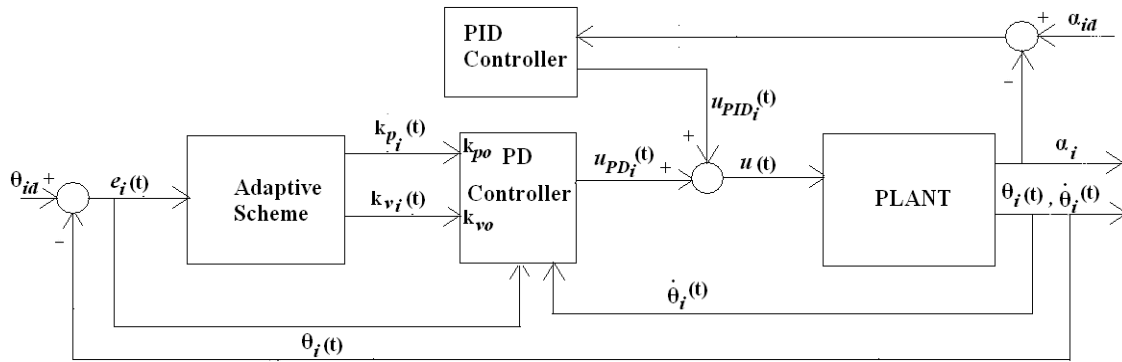 PID
Controller
+
α_id
−
u_PIDi(t)
+
k_pi(t)
k_po
PD
Controller
k_vi(t)
k_vo
u_PDi(t)
+
u(t)
PLANT
α_i
θ_i(t) , θ̇_i(t)
θ_id
+
−
e_i(t)
Adaptive
Scheme
θ̇_i(t)
θ_i(t)